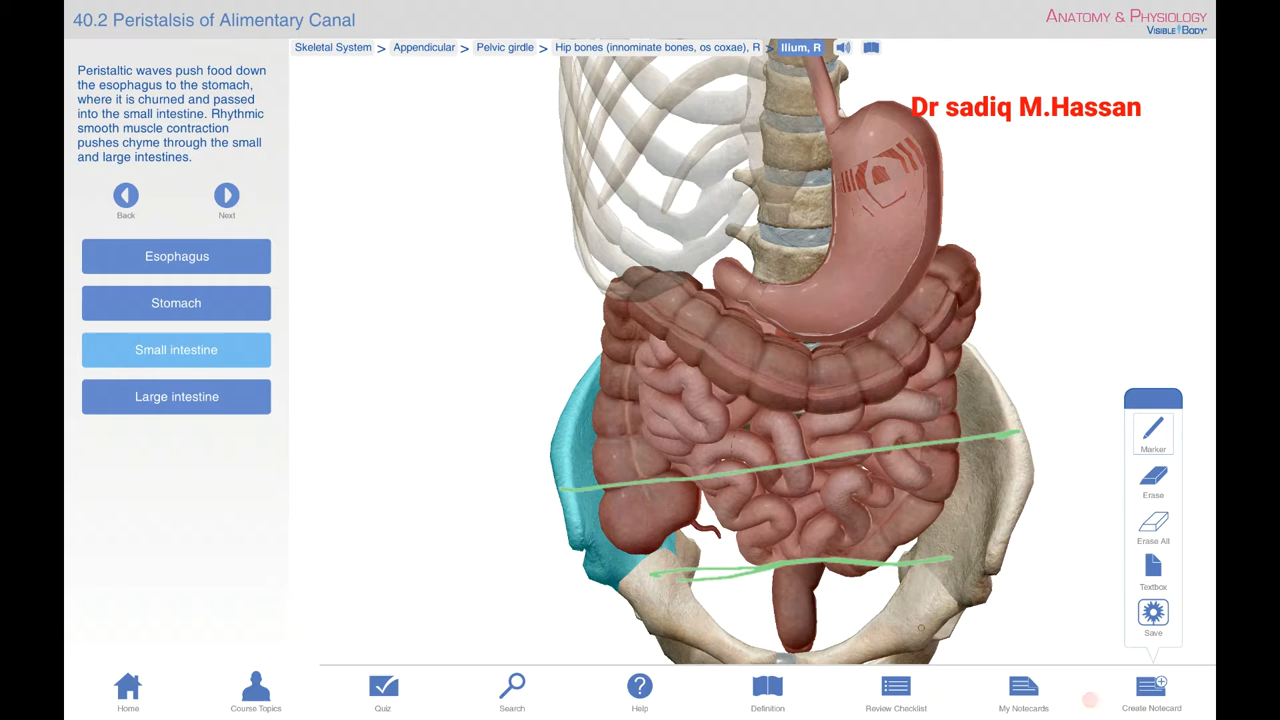 40.2 Peristalsis of Alimentary Canal
ANATOMY & PHYSIOLOGY
VISIBLE BODY®
Skeletal System > Appendicular > Pelvic girdle > Hip bones (innominate bones, os coxae), R > Ilium, R
Peristaltic waves push food down
the esophagus to the stomach,
where it is churned and passed
into the small intestine. Rhythmic
smooth muscle contraction
pushes chyme through the small
and large intestines.
Dr sadiq M.Hassan
Back
Next
Esophagus
Stomach
Small intestine
Large intestine
Marker
Erase
Erase All
Textbox
Save
Home
Course Topics
Quiz
Search
Help
Definition
Review Checklist
My Notecards
Create Notecard